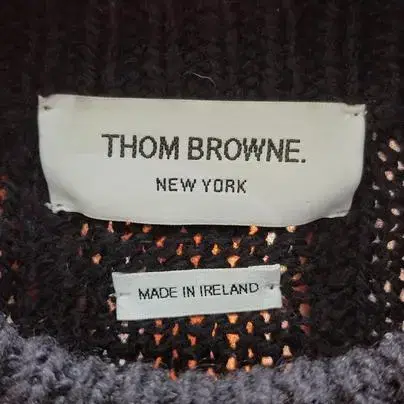 THOM BROWNE.
NEW YORK
MADE IN IRELAND